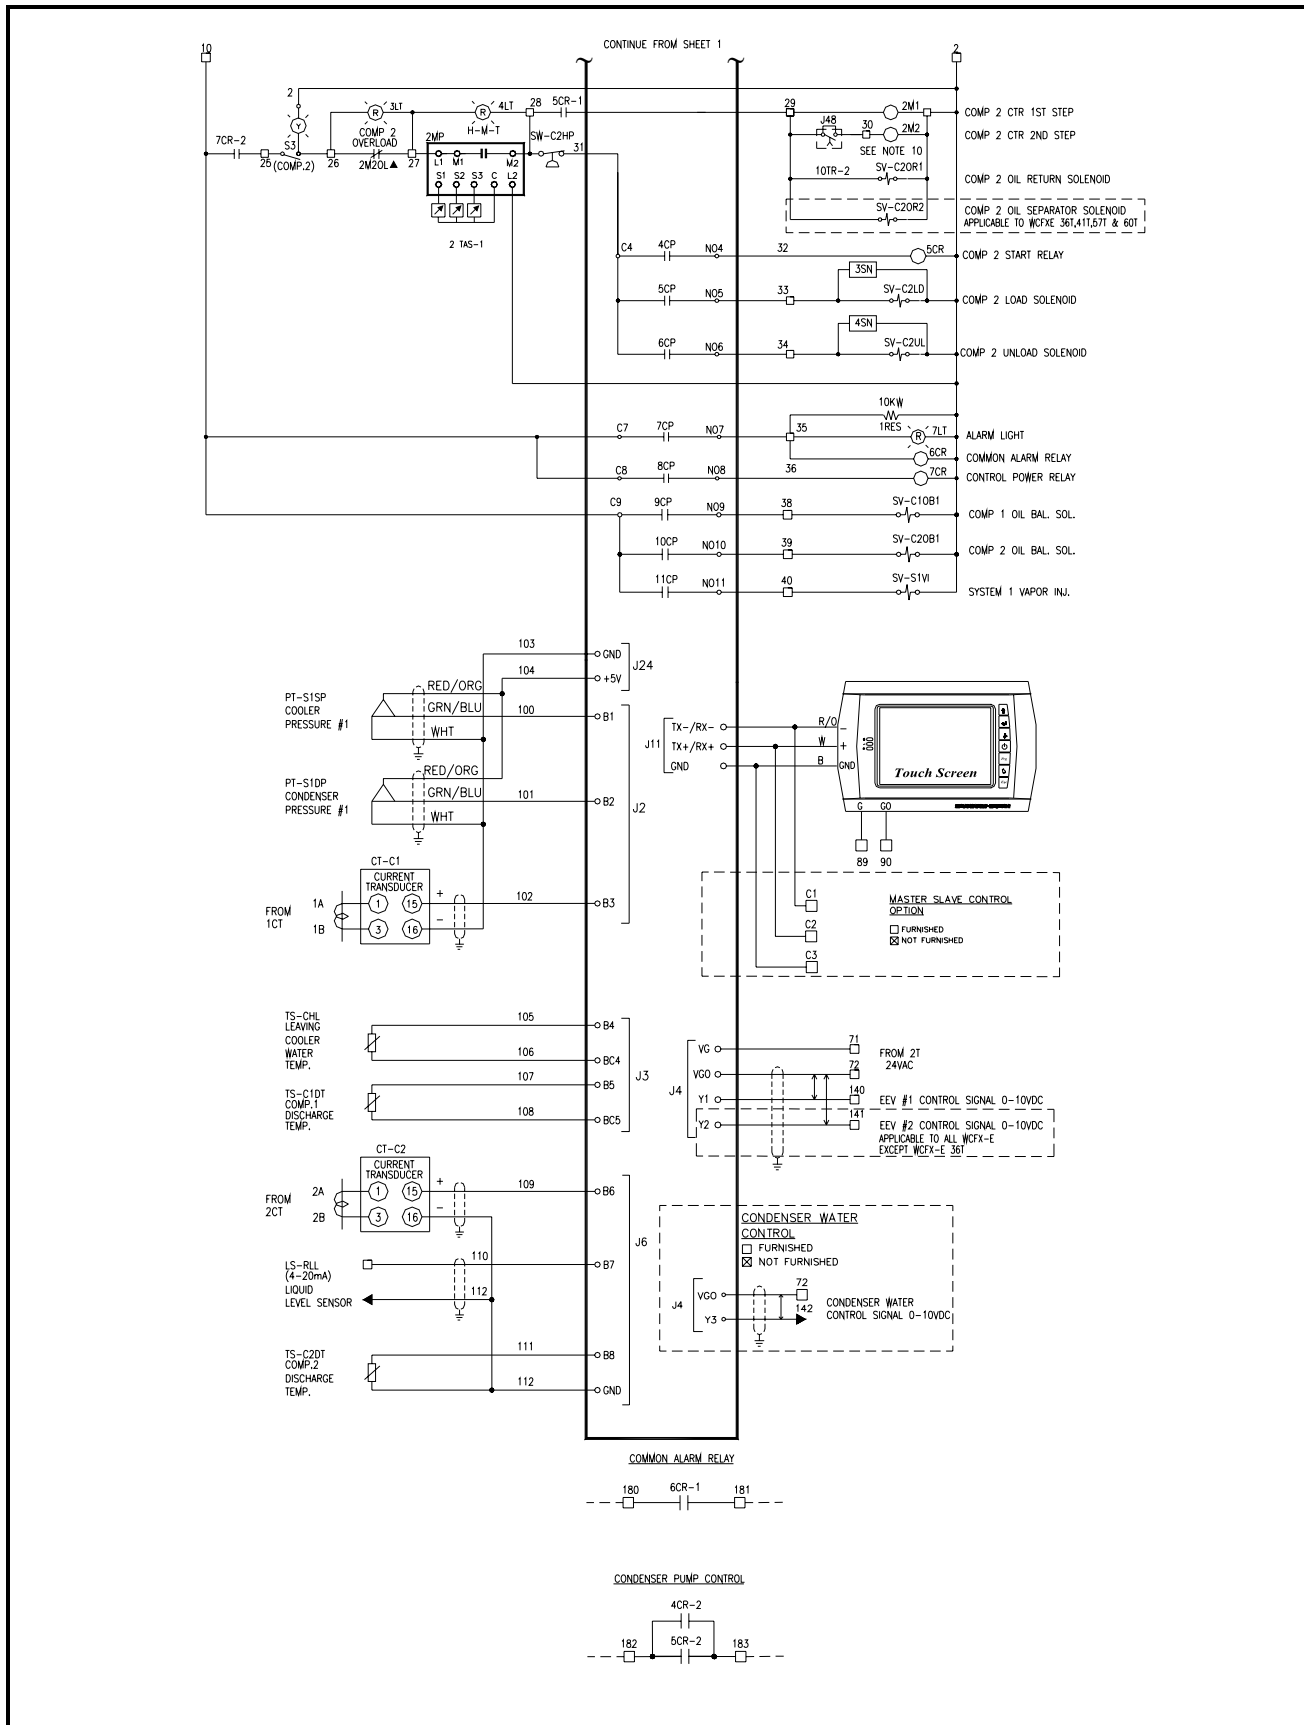 CONTINUE FROM SHEET 1
10
2
2
3LT
4LT
28
5CR-1
29
2M1
COMP 2 CTR 1ST STEP
COMP 2
OVERLOAD
H-M-T
J48
30
2M2
COMP 2 CTR 2ND STEP
SEE NOTE 10
7CR-2
25
S3
(COMP.2)
26
2M2OL▲
27
2MP
L1 M1 M2
S1 S2 S3 C L2
SW-C2HP
31
2 TAS-1
10TR-2
SV-C2OR1
COMP 2 OIL RETURN SOLENOID
SV-C2OR2
COMP 2 OIL SEPARATOR SOLENOID
APPLICABLE TO WCFXE 36T,41T,57T & 60T
C4
4CP
NO4
32
5CR
COMP 2 START RELAY
3SN
5CP
NO5
33
SV-C2LD
COMP 2 LOAD SOLENOID
4SN
6CP
NO6
34
SV-C2UL
COMP 2 UNLOAD SOLENOID
10KW
1RES
C7
7CP
NO7
35
R
7LT
ALARM LIGHT
6CR
COMMON ALARM RELAY
C8
8CP
NO8
36
7CR
CONTROL POWER RELAY
C9
9CP
NO9
38
SV-C1OB1
COMP 1 OIL BAL. SOL.
10CP
NO10
39
SV-C2OB1
COMP 2 OIL BAL. SOL.
11CP
NO11
40
SV-S1VI
SYSTEM 1 VAPOR INJ.
103
GND
J24
104
+5V
PT-S1SP
COOLER
PRESSURE #1
RED/ORG
GRN/BLU
WHT
100
B1
PT-S1DP
CONDENSER
PRESSURE #1
RED/ORG
GRN/BLU
WHT
101
B2
J2
CT-C1
CURRENT
TRANSDUCER
FROM
1CT
1A
1B
1 15 +
3 16 −
102
B3
J11
TX-/RX-
TX+/RX+
GND
R/O
W
B
−
+
GND
Touch Screen
G GO
89 90
C1
C2
C3
MASTER SLAVE CONTROL
OPTION
FURNISHED
NOT FURNISHED
TS-CHL
LEAVING
COOLER
WATER
TEMP.
105
B4
106
BC4
J3
TS-C1DT
COMP.1
DISCHARGE
TEMP.
107
B5
108
BC5
J4
VG
71
FROM 2T
24VAC
VGO
72
Y1
140
EEV #1 CONTROL SIGNAL 0-10VDC
Y2
141
EEV #2 CONTROL SIGNAL 0-10VDC
APPLICABLE TO ALL WCFX-E
EXCEPT WCFX-E 36T
CT-C2
CURRENT
TRANSDUCER
FROM
2CT
2A
2B
1 15 +
3 16 −
109
B6
J6
LS-RLL
(4-20mA)
LIQUID
LEVEL SENSOR
110
B7
112
TS-C2DT
COMP.2
DISCHARGE
TEMP.
111
B8
112
GND
CONDENSER WATER
CONTROL
FURNISHED
NOT FURNISHED
J4
VGO
72
Y3
142
CONDENSER WATER
CONTROL SIGNAL 0-10VDC
COMMON ALARM RELAY
180
6CR-1
181
CONDENSER PUMP CONTROL
4CR-2
182
5CR-2
183